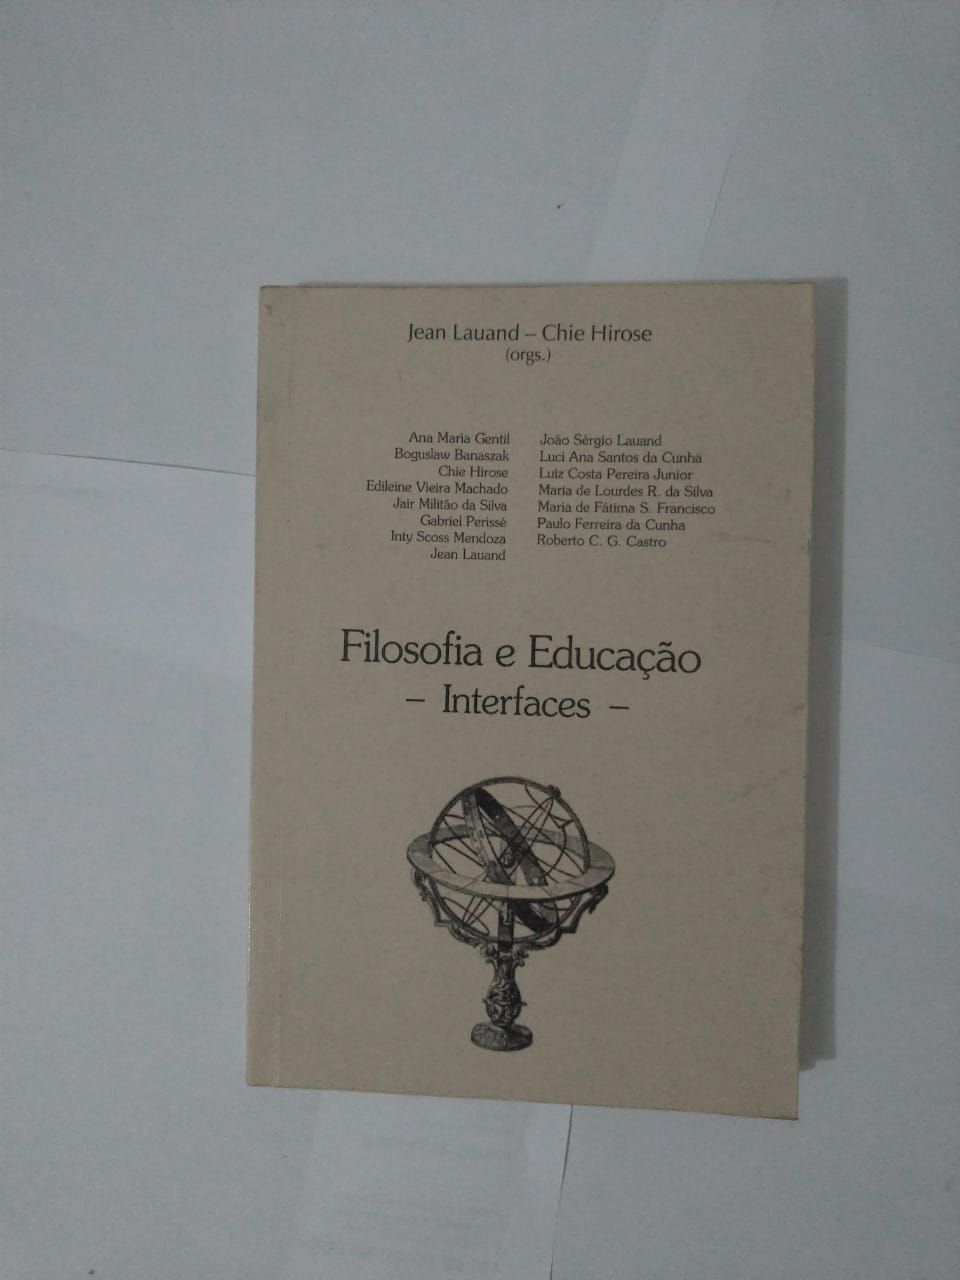 Jean Lauand – Chie Hirose
(orgs.)
Ana Maria Gentil
Boguslaw Banaszak
Chie Hirose
Edileine Vieira Machado
Jair Militão da Silva
Gabriel Perissé
Inty Scoss Mendoza
Jean Lauand
João Sérgio Lauand
Luci Ana Santos da Cunha
Luiz Costa Pereira Junior
Maria de Lourdes R. da Silva
Maria de Fátima S. Francisco
Paulo Ferreira da Cunha
Roberto C. G. Castro
Filosofia e Educação
– Interfaces –